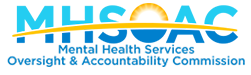 MHSOAC
Mental Health Services
Oversight & Accountability Commission